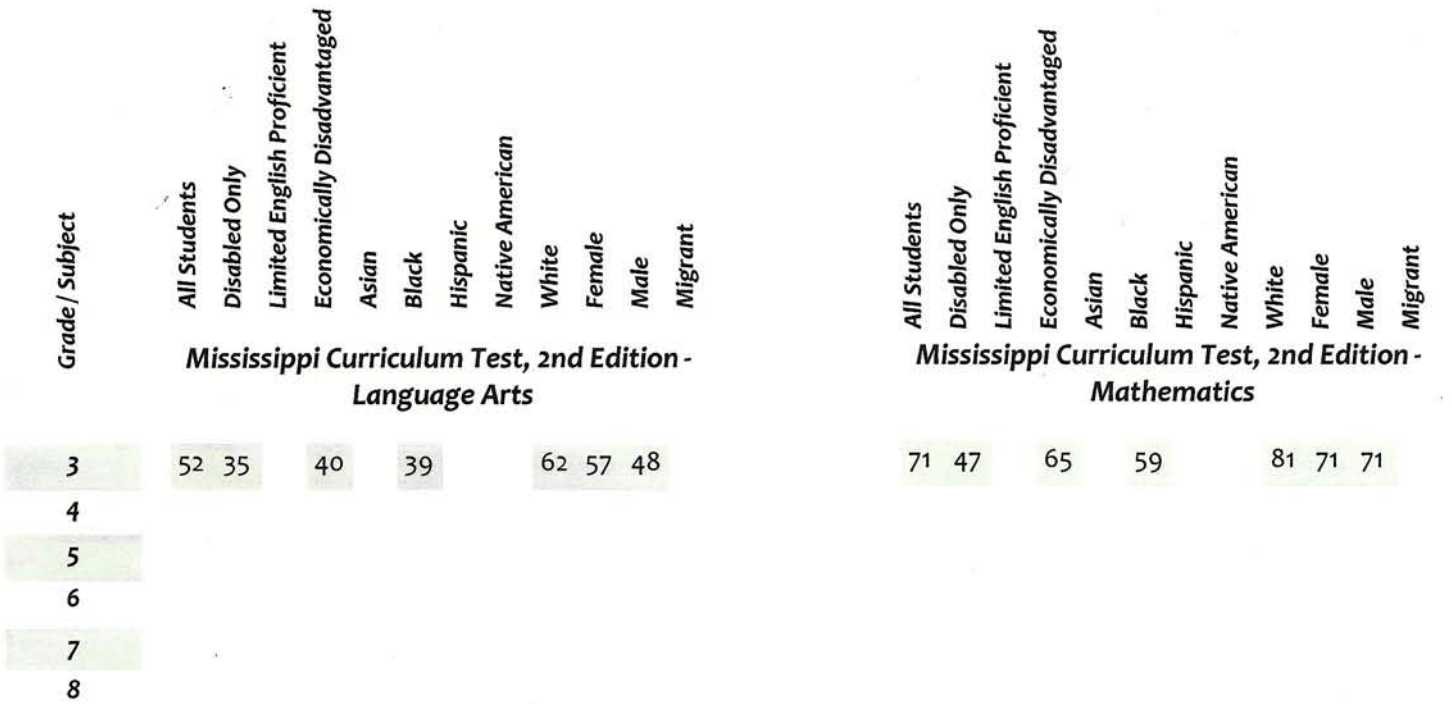 Grade / Subject
All Students
Disabled Only
Limited English Proficient
Economically Disadvantaged
Asian
Black
Hispanic
Native American
White
Female
Male
Migrant
Mississippi Curriculum Test, 2nd Edition -
Language Arts
All Students
Disabled Only
Limited English Proficient
Economically Disadvantaged
Asian
Black
Hispanic
Native American
White
Female
Male
Migrant
Mississippi Curriculum Test, 2nd Edition -
Mathematics
3 52 35 40 39 62 57 48 71 47 65 59 81 71 71
4
5
6
7
8